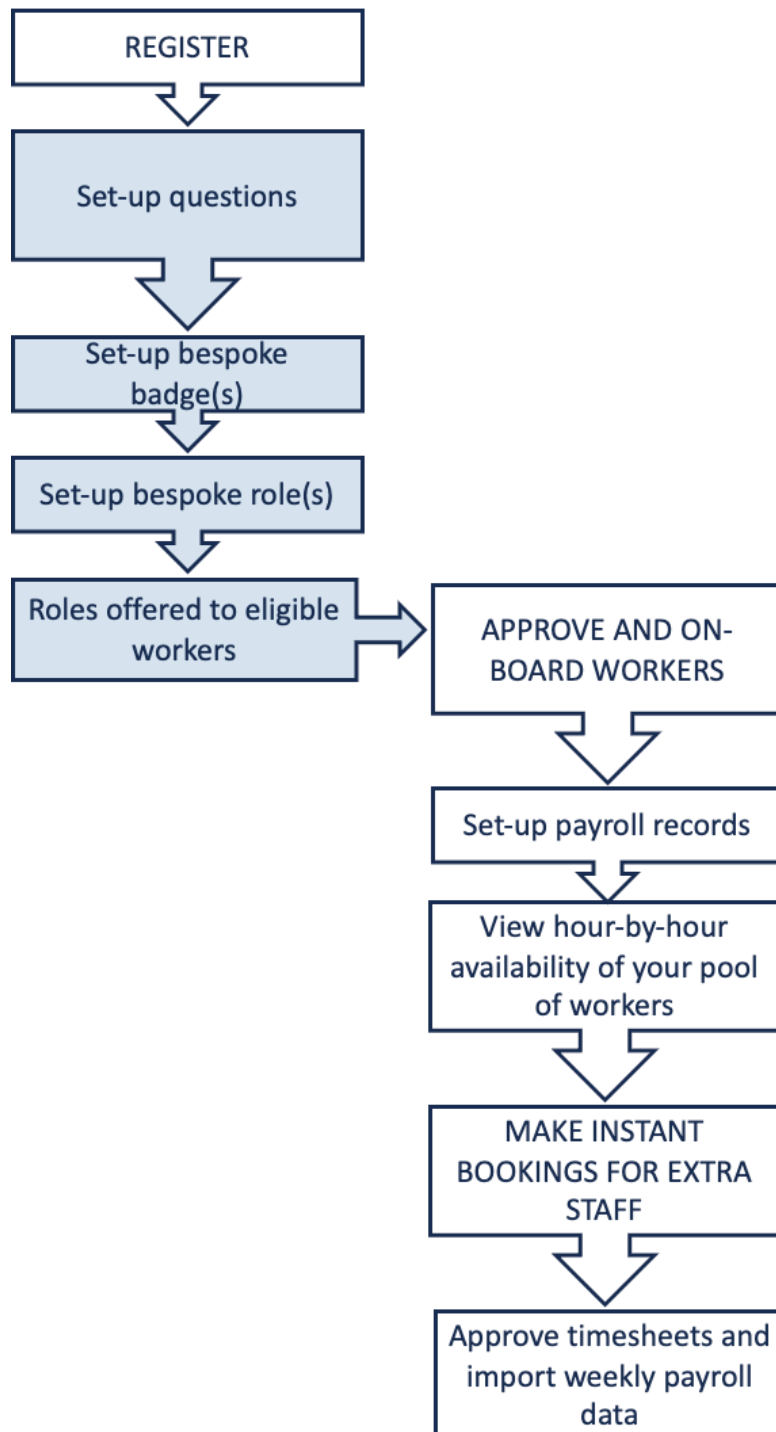 REGISTER
Set-up questions
Set-up bespoke
badge(s)
Set-up bespoke role(s)
Roles offered to eligible
workers
APPROVE AND ON-
BOARD WORKERS
Set-up payroll records
View hour-by-hour
availability of your pool
of workers
MAKE INSTANT
BOOKINGS FOR EXTRA
STAFF
Approve timesheets and
import weekly payroll
data